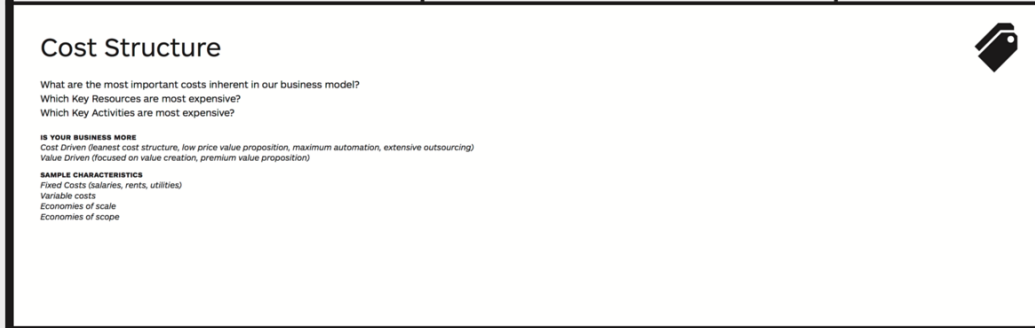 Cost Structure
What are the most important costs inherent in our business model?
Which Key Resources are most expensive?
Which Key Activities are most expensive?
IS YOUR BUSINESS MORE
Cost Driven (leanest cost structure, low price value proposition, maximum automation, extensive outsourcing)
Value Driven (focused on value creation, premium value proposition)
SAMPLE CHARACTERISTICS
Fixed Costs (salaries, rents, utilities)
Variable costs
Economies of scale
Economies of scope